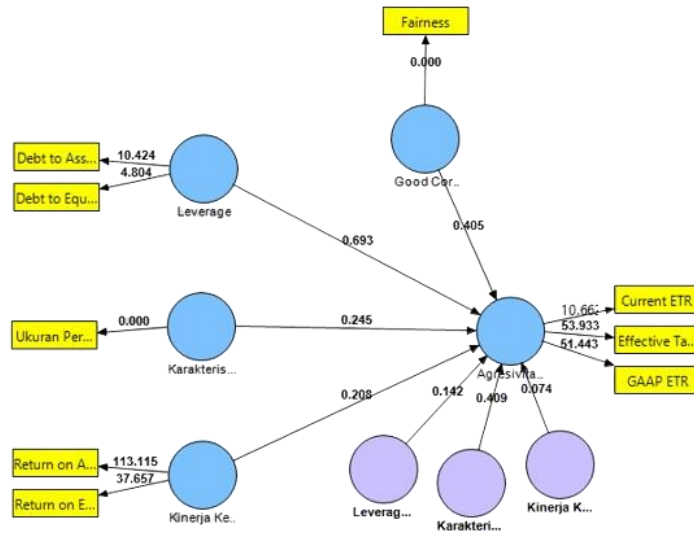 Fairness
0.000
Good Cor..
Debt to Ass...
10.424
Debt to Equ...
4.804
Leverage
0.693
0.405
Ukuran Per...
0.000
Karakteris...
0.245
Current ETR
53.933
Effective Ta...
51.443
GAAP ETR
Agresivita..
0.208
0.142
0.409
0.074
Return on A...
113.115
Return on E...
37.657
Kinerja Ke..
Leverag...
Karakteri...
Kinerja K...